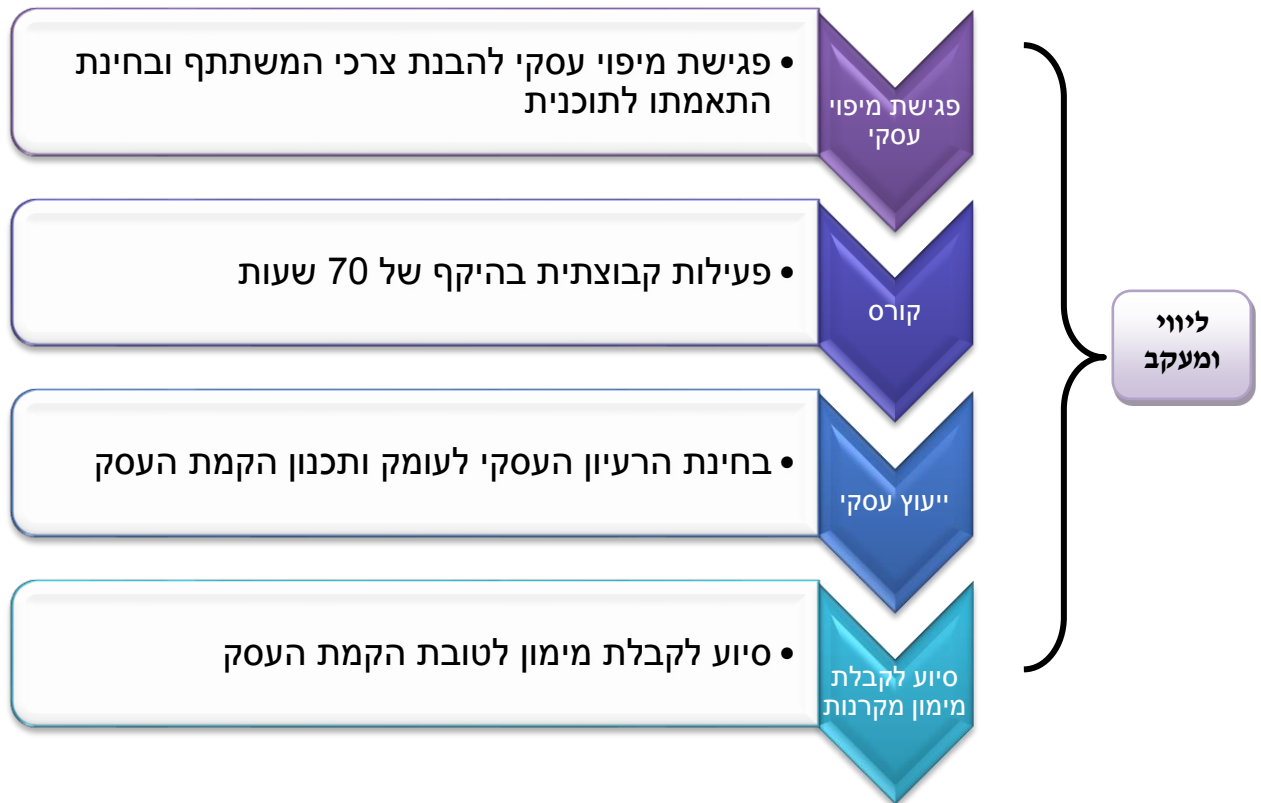 פגישת מיפוי
עסקי
• פגישת מיפוי עסקי להבנת צרכי המשתתף ובחינת
התאמתו לתוכנית
קורס
• פעילות קבוצתית בהיקף של 70 שעות
ייעוץ עסקי
• בחינת הרעיון העסקי לעומק ותכנון הקמת העסק
סיוע לקבלת
מימון מקרנות
• סיוע לקבלת מימון לטובת הקמת העסק
ליווי
ומעקב